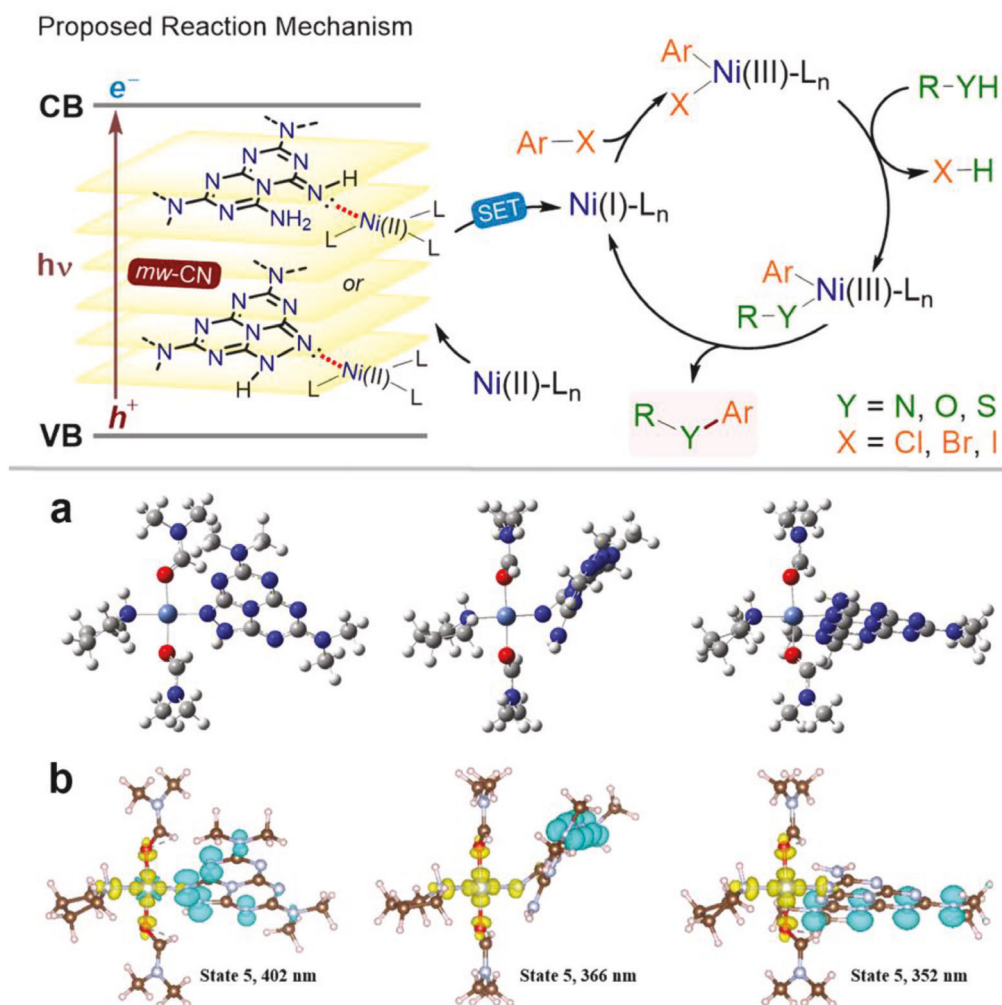 Proposed Reaction Mechanism
CB
e−
N
N
N
N
N
N
N
N
H
N
NH2
Ni(II)
L
L
L
hν
mw-CN
or
N
N
N
N
N
N
N
N
N
N
H
Ni(II)
L
L
L
h+
VB
SET
Ni(II)-Ln
Ni(I)-Ln
Ar–X
Ar
X
Ni(III)-Ln
R–YH
X–H
Ar
R–Y
Ni(III)-Ln
R
Y
Ar
Y = N, O, S
X = Cl, Br, I
a
b
State 5, 402 nm
State 5, 366 nm
State 5, 352 nm